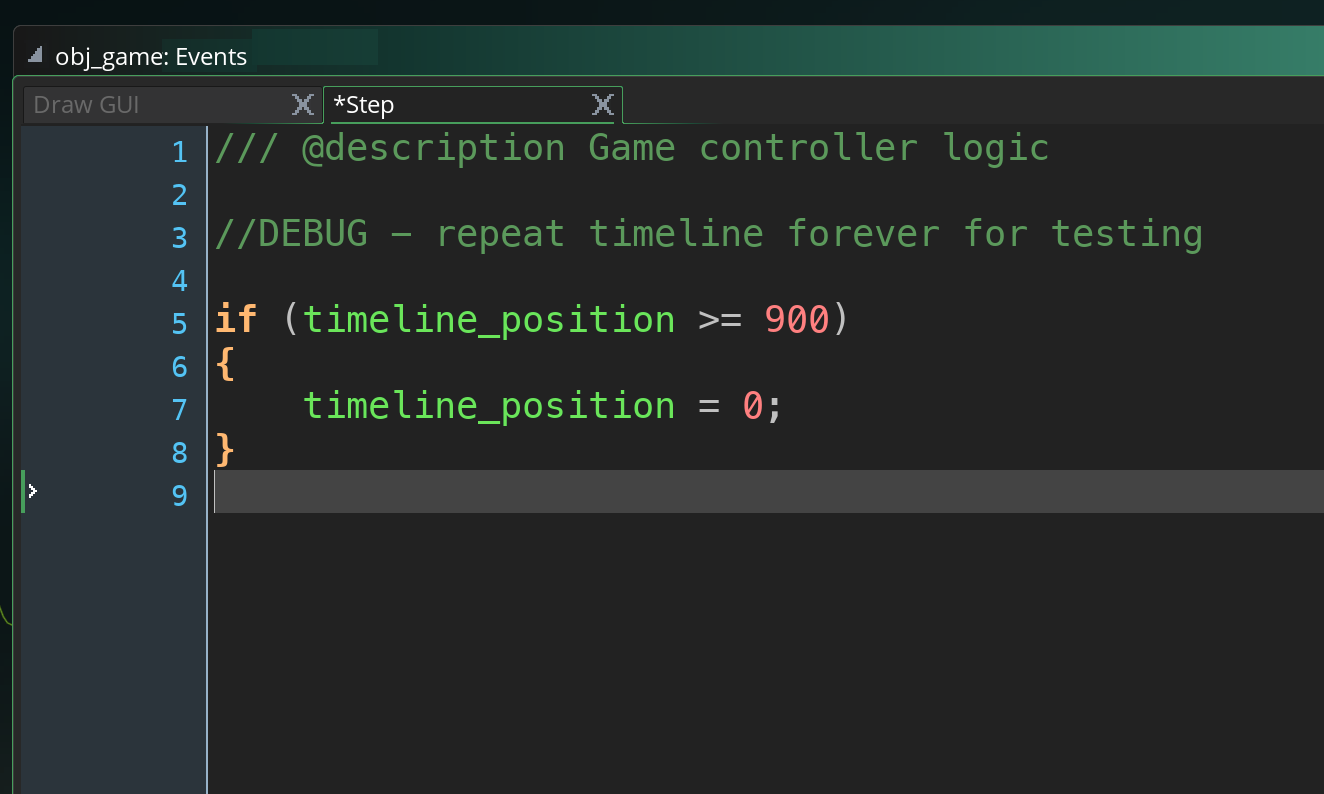 obj_game: Events
Draw GUI
*Step
1 /// @description Game controller logic
2
3 //DEBUG – repeat timeline forever for testing
4
5 if (timeline_position >= 900)
6 {
7     timeline_position = 0;
8 }
9